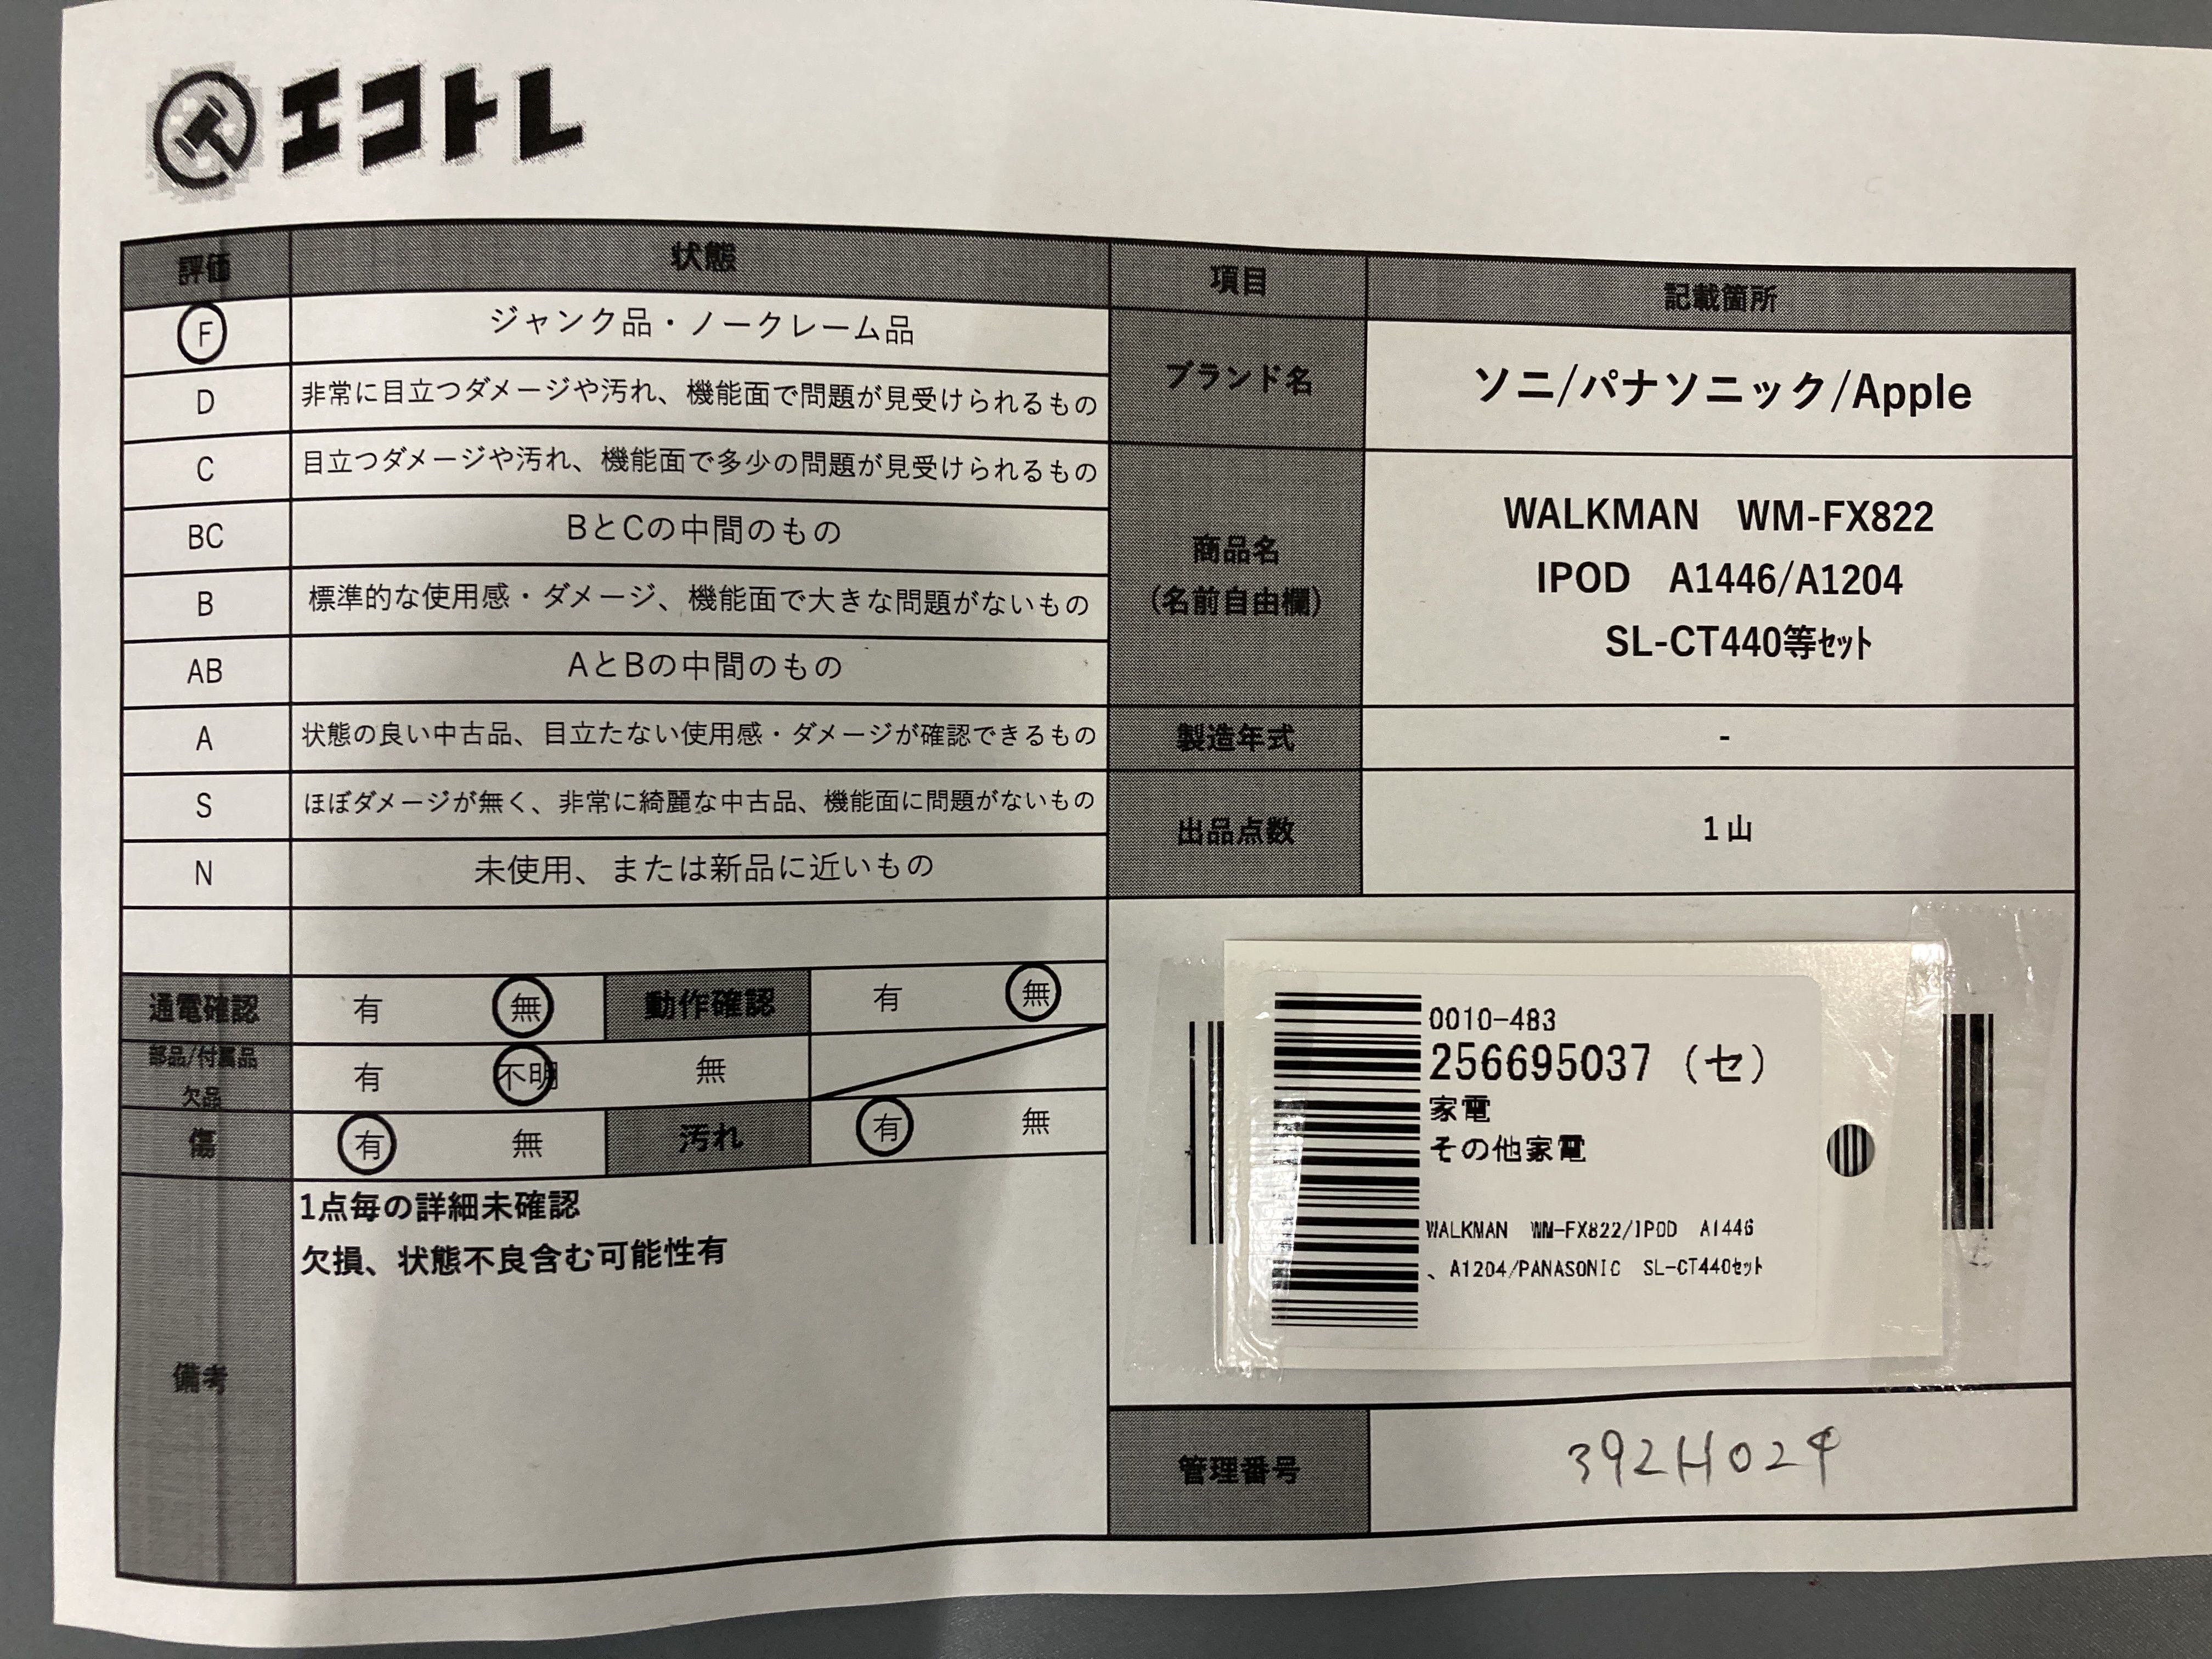 エコトレ
評価 状態 項目 記載箇所
F ジャンク品・ノークレーム品
D 非常に目立つダメージや汚れ、機能面で問題が見受けられるもの
C 目立つダメージや汚れ、機能面で多少の問題が見受けられるもの
BC BとCの中間のもの
B 標準的な使用感・ダメージ、機能面で大きな問題がないもの
AB AとBの中間のもの
A 状態の良い中古品、目立たない使用感・ダメージが確認できるもの
S ほぼダメージが無く、非常に綺麗な中古品、機能面に問題がないもの
N 未使用、または新品に近いもの
通電確認 有 無 動作確認 有 無
部品/付属品
欠品 有 不明 無
傷 有 無 汚れ 有 無
備考
1点毎の詳細未確認
欠損、状態不良含む可能性有
ブランド名 ソニ/パナソニック/Apple
商品名
(名前自由欄)
WALKMAN WM-FX822
IPOD A1446/A1204
SL-CT440等ｾｯﾄ
製造年式 -
出品点数 1山
0010-483
256695037 (セ)
家電
その他家電
WALKMAN WM-FX822/IPOD A1446
、A1204/PANASONIC SL-CT440ｾｯﾄ
管理番号 392H024